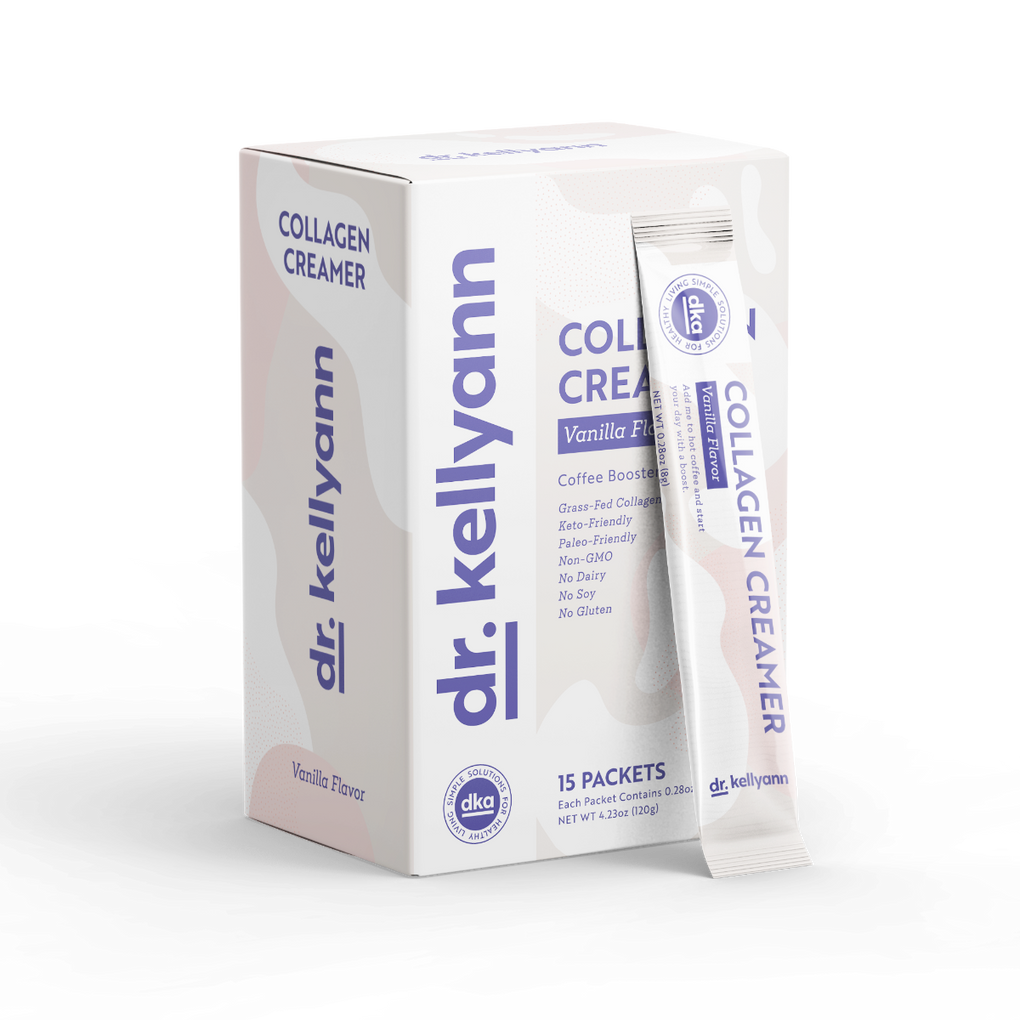 dr. kellyann
COLLAGEN
CREAMER
dr. kellyann
Vanilla Flavor
dr. kellyann
SIMPLE SOLUTIONS FOR HEALTHY LIVING
dka
COLL
CREA
Vanilla Fla
Coffee Booster
Grass-Fed Collagen
Keto-Friendly
Paleo-Friendly
Non-GMO
No Dairy
No Soy
No Gluten
15 PACKETS
Each Packet Contains 0.28oz
NET WT 4.23oz (120g)
SIMPLE SOLUTIONS FOR HEALTHY LIVING
dka
COLLAGEN CREAMER
Vanilla Flavor
Add me to hot coffee and start
your day with a boost.
NET WT 0.28oz (8g)
dr. kellyann